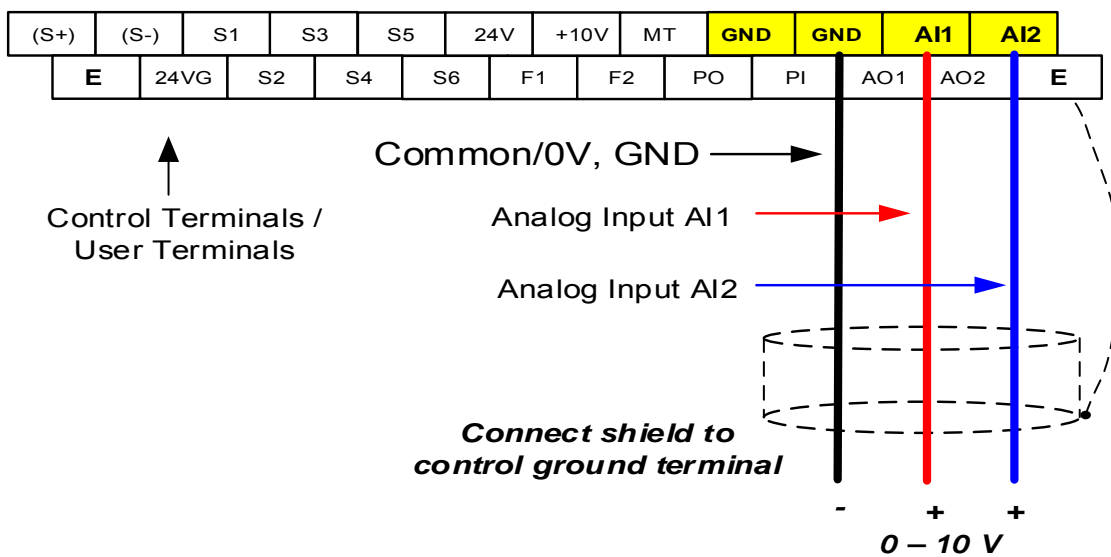 (S+) (S-) S1 S3 S5 24V +10V MT GND GND AI1 AI2
E 24VG S2 S4 S6 F1 F2 PO PI AO1 AO2 E
Common/0V, GND
Control Terminals /
User Terminals
Analog Input AI1
Analog Input AI2
Connect shield to
control ground terminal
- + +
0 – 10 V